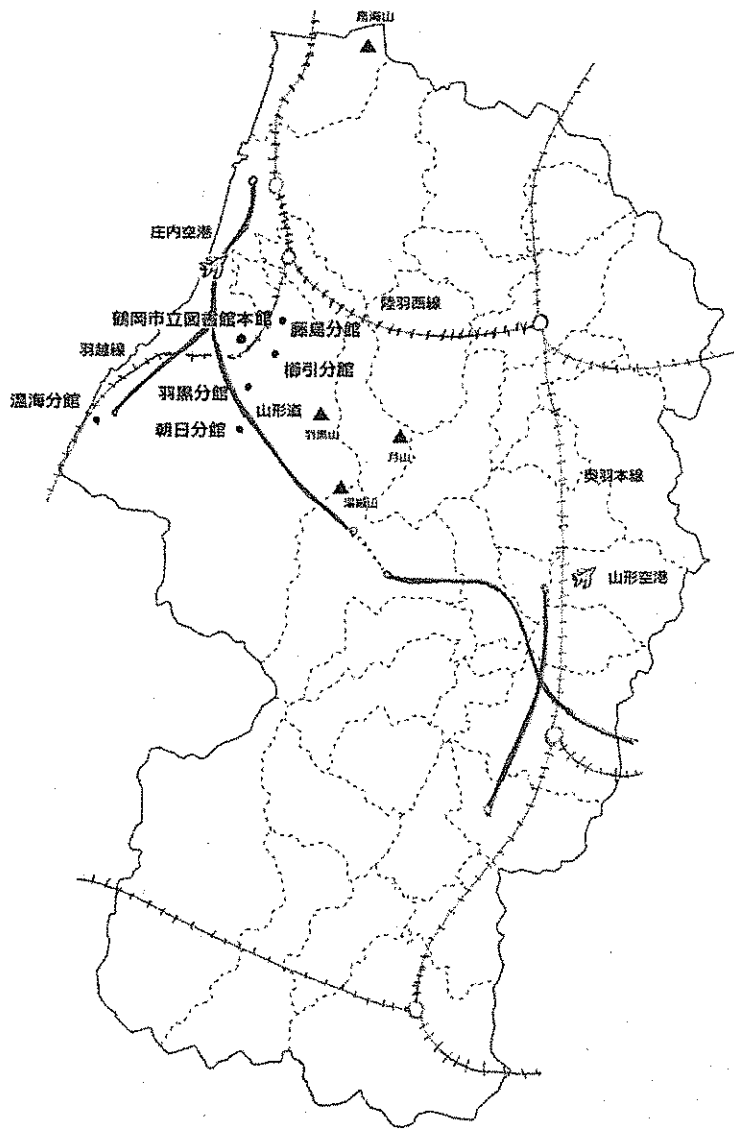 鳥海山
庄内空港
陸羽西線
鶴岡市立図書館本館
藤島分館
羽越線
櫛引分館
温海分館
羽黒分館
山形道
朝日分館
羽黒山
月山
奥羽本線
湯殿山
山形空港